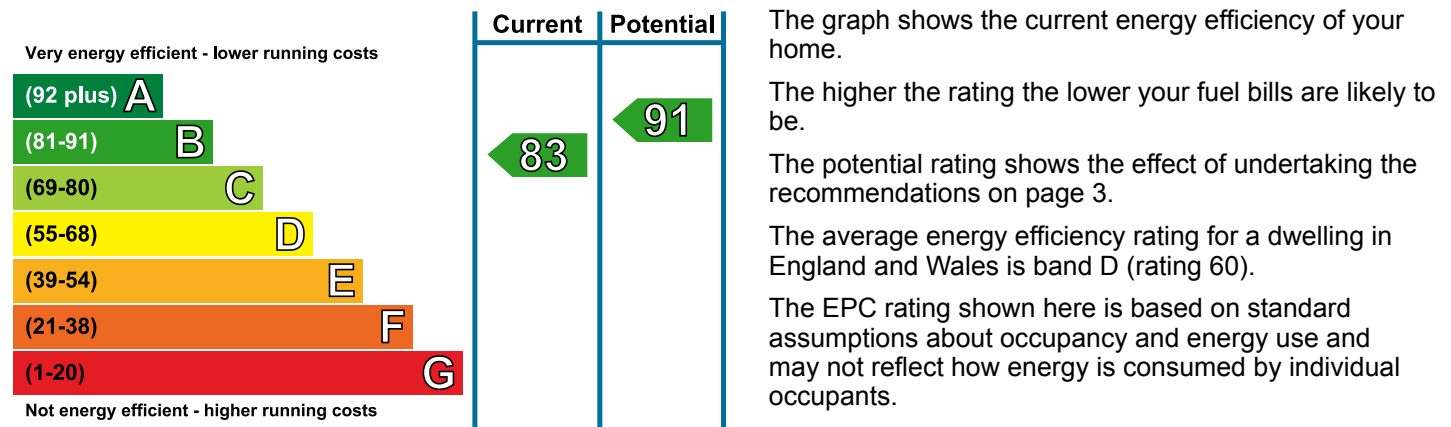 Current Potential
Very energy efficient - lower running costs
(92 plus) A
(81-91) B
(69-80) C
(55-68) D
(39-54) E
(21-38) F
(1-20) G
Not energy efficient - higher running costs
83
91
The graph shows the current energy efficiency of your
home.
The higher the rating the lower your fuel bills are likely to
be.
The potential rating shows the effect of undertaking the
recommendations on page 3.
The average energy efficiency rating for a dwelling in
England and Wales is band D (rating 60).
The EPC rating shown here is based on standard
assumptions about occupancy and energy use and
may not reflect how energy is consumed by individual
occupants.